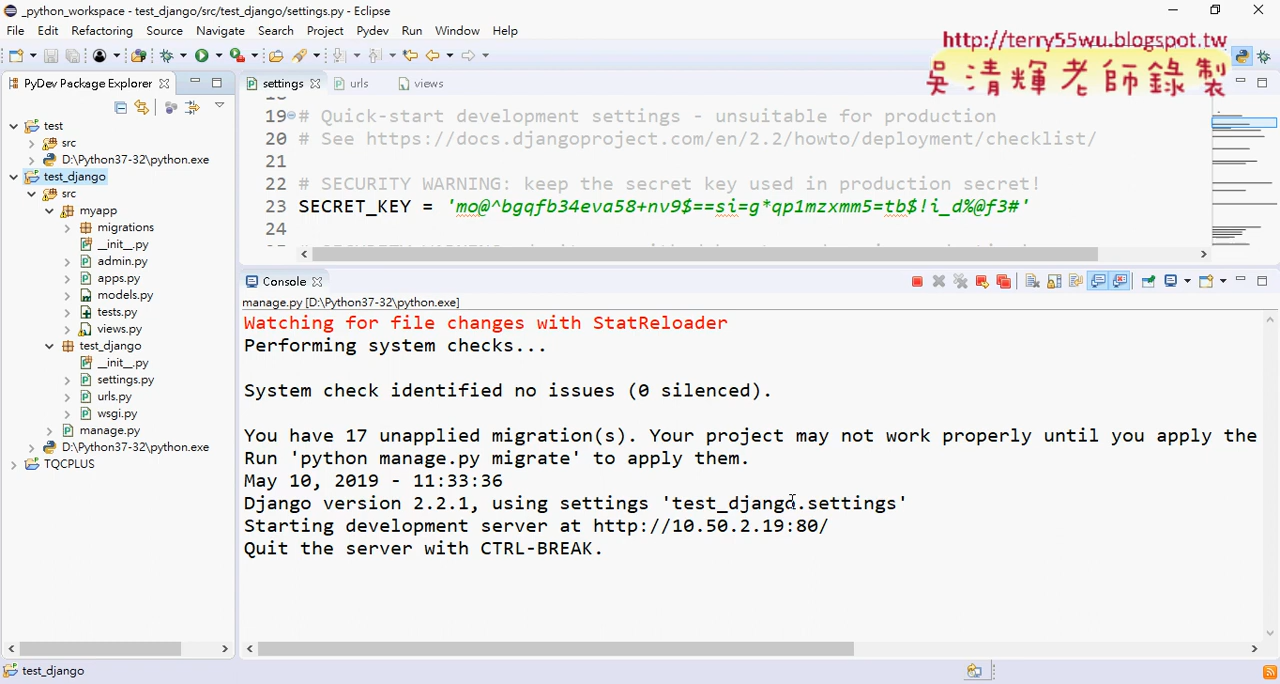 _python_workspace - test_django/src/test_django/settings.py - Eclipse
File Edit Refactoring Source Navigate Search Project Pydev Run Window Help
http://terry55wu.blogspot.tw
吳清輝老師錄製
PyDev Package Explorer
settings urls views
test
src
D:\Python37-32\python.exe
test_django
src
myapp
migrations
__init__.py
admin.py
apps.py
models.py
tests.py
views.py
test_django
__init__.py
settings.py
urls.py
wsgi.py
manage.py
D:\Python37-32\python.exe
TQCPLUS
19 # Quick-start development settings - unsuitable for production
20 # See https://docs.djangoproject.com/en/2.2/howto/deployment/checklist/
21
22 # SECURITY WARNING: keep the secret key used in production secret!
23 SECRET_KEY = 'mo@^bgqfb34eva58+nv9$==si=g*qp1mzxmm5=tb$!i_d%@f3#'
24
Console
manage.py [D:\Python37-32\python.exe]
Watching for file changes with StatReloader
Performing system checks...
System check identified no issues (0 silenced).
You have 17 unapplied migration(s). Your project may not work properly until you apply the
Run 'python manage.py migrate' to apply them.
May 10, 2019 - 11:33:36
Django version 2.2.1, using settings 'test_django.settings'
Starting development server at http://10.50.2.19:80/
Quit the server with CTRL-BREAK.
test_django